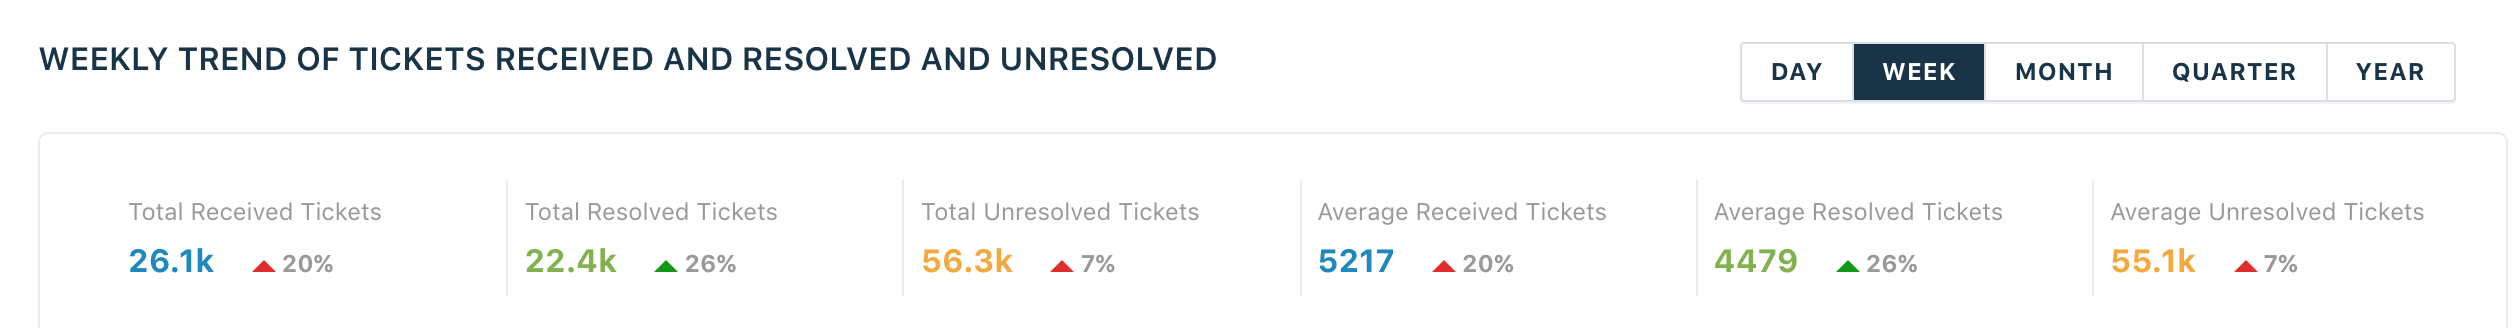 WEEKLY TREND OF TICKETS RECEIVED AND RESOLVED AND UNRESOLVED
DAY
WEEK
MONTH
QUARTER
YEAR
Total Received Tickets
26.1k 20%
Total Resolved Tickets
22.4k 26%
Total Unresolved Tickets
56.3k 7%
Average Received Tickets
5217 20%
Average Resolved Tickets
4479 26%
Average Unresolved Tickets
55.1k 7%